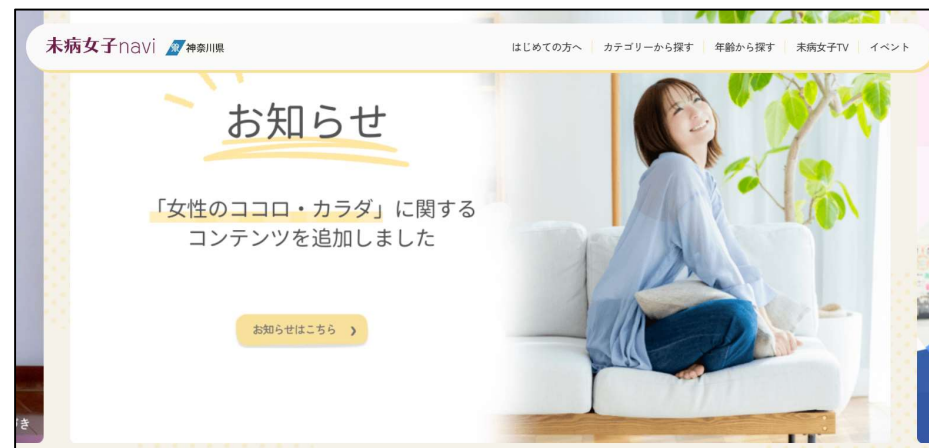 未病女子navi 神奈川県
はじめての方へ カテゴリーから探す 年齢から探す 未病女子TV イベント
お知らせ
「女性のココロ・カラダ」に関する
コンテンツを追加しました
お知らせはこちら
き